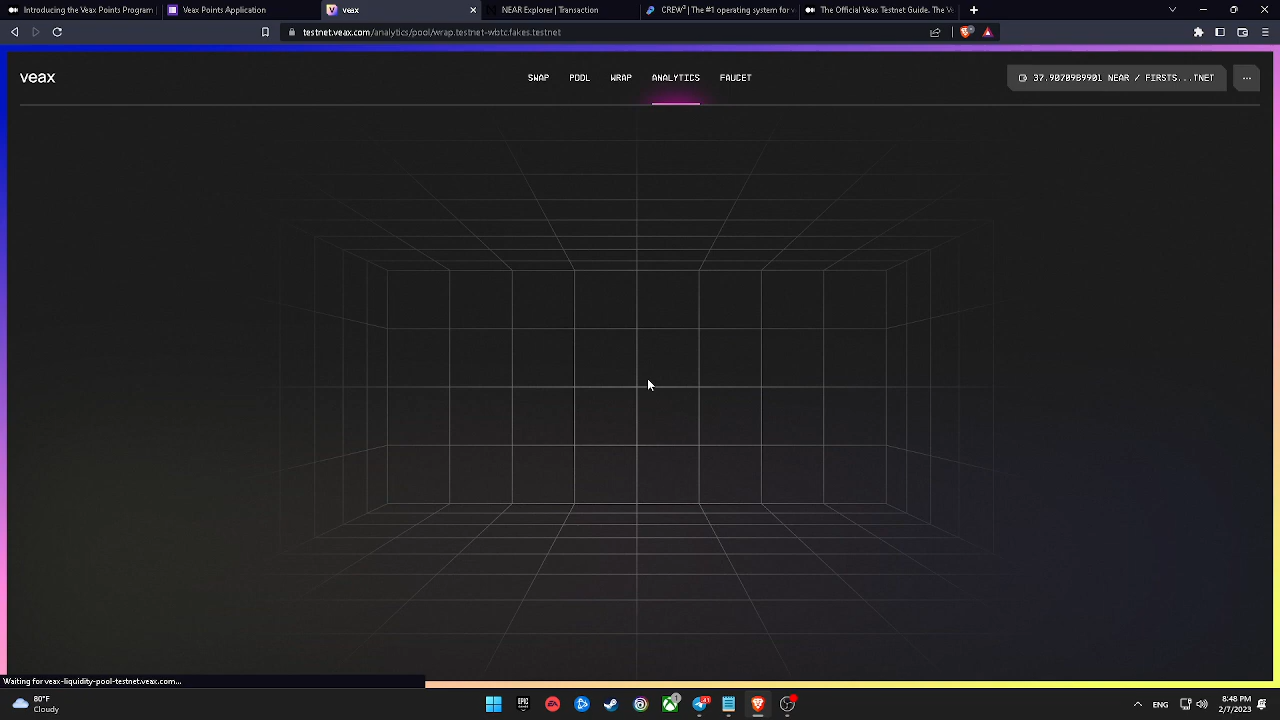 Introducing the Veax Points Program
Veax Points Application
veax
NEAR Explorer | Transaction
CREW³ | The #1 operating system for
The Official Veax Testnet Guide. The V
testnet.veax.com/analytics/pool/wrap.testnet-wbtc.fakes.testnet
veax
SWAP
POOL
WRAP
ANALYTICS
FAUCET
/ FIRSTS...TNET
...
Waiting for veax-liquidity-pool-testnet.veax.com...
80°F
Cloudy
ENG
8:48 PM
2/7/2023